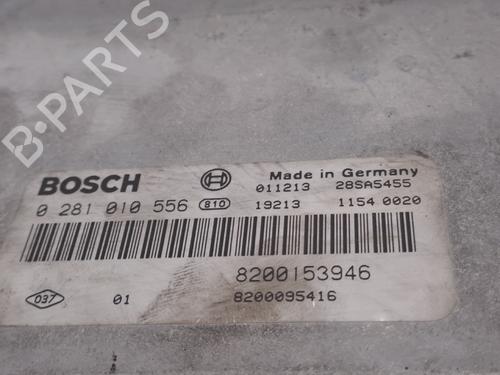 B-PARTS
BOSCH
Made in Germany
011213 28SA5455
0 281 010 556 810 19213 1154 0020
8200153946
037 01 8200095416